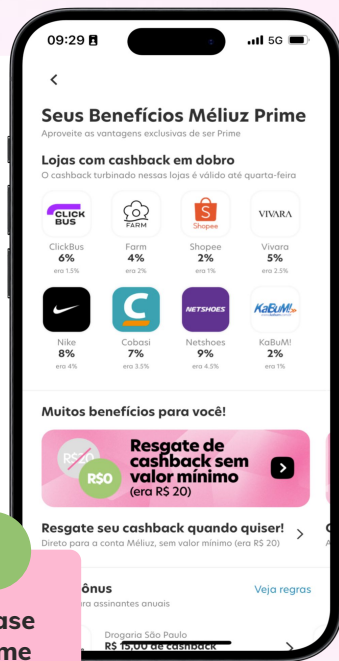 09:29
5G
Seus Benefícios Méliuz Prime
Aproveite as vantagens exclusivas de ser Prime
Lojas com cashback em dobro
O cashback turbinado nessas lojas é válido até quarta-feira
CLICK BUS
FARM
Shopee
VIVARA
ClickBus
Farm
Shopee
Vivara
6%
4%
2%
5%
era 1.5%
era 2%
era 1%
era 2.5%
NETSHOES
KaBuM!
Nike
Cobasi
Netshoes
KaBuM!
8%
7%
9%
2%
era 4%
era 3.5%
era 4.5%
era 1%
Muitos benefícios para você!
R$20
R$0
Resgate de
cashback sem
valor mínimo
(era R$ 20)
Resgate seu cashback quando quiser!
Direto para a conta Méliuz, sem valor mínimo (era R$ 20)
ônus
Veja regras
ra assinantes anuais
Drogaria São Paulo
R$ 15,00 de cashback
ase
me